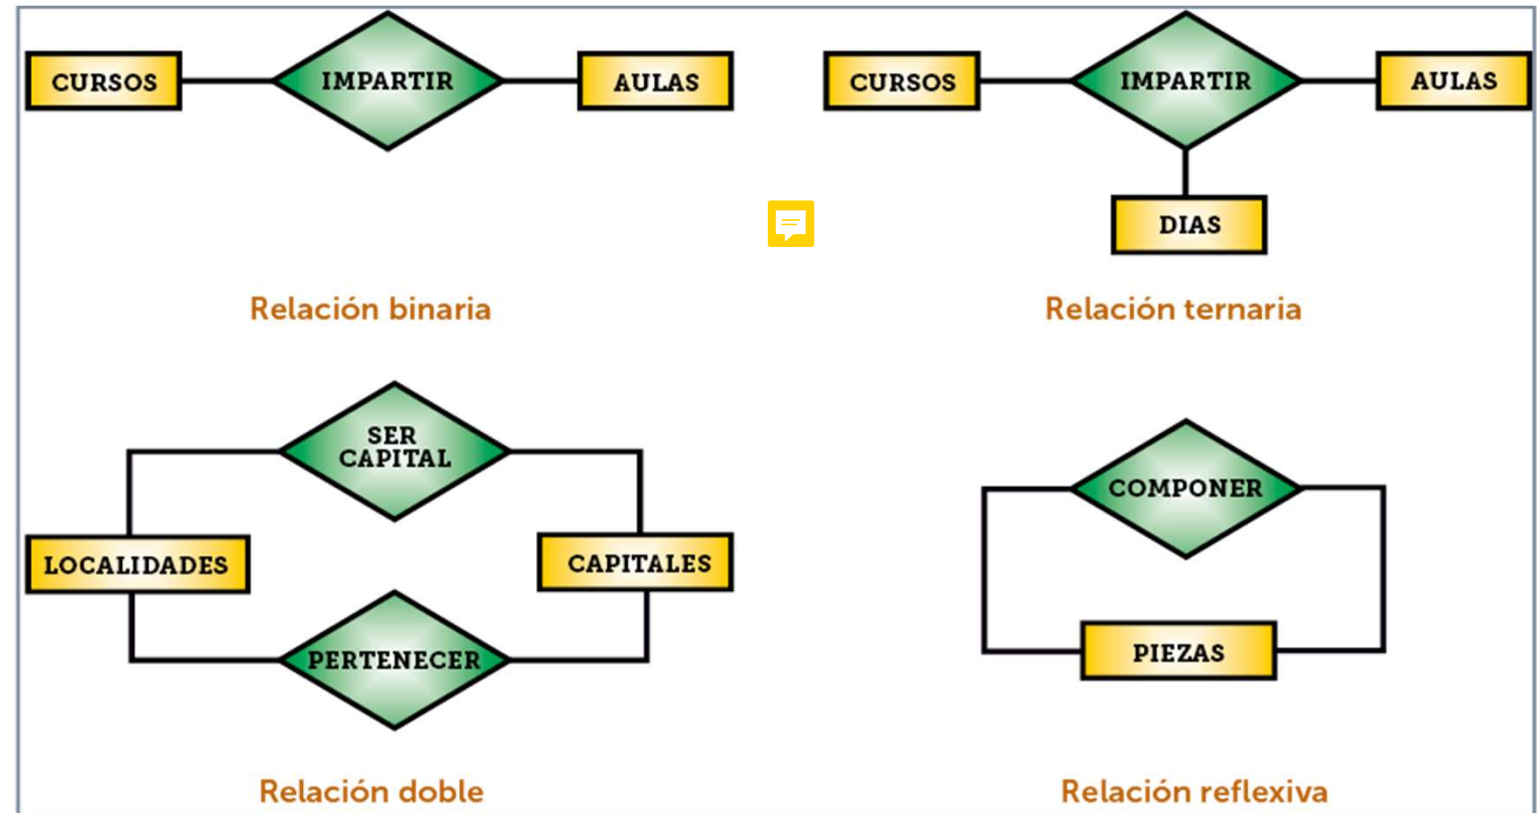 CURSOS
IMPARTIR
AULAS
CURSOS
IMPARTIR
AULAS
DIAS
Relación binaria
Relación ternaria
SER
CAPITAL
LOCALIDADES
CAPITALES
PERTENECER
COMPONER
PIEZAS
Relación doble
Relación reflexiva